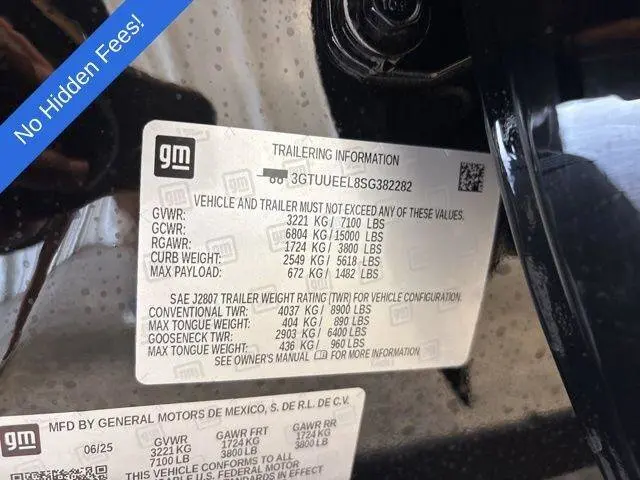 No Hidden Fees!
gm
TRAILERING INFORMATION
3GTUUEEL8SG382282
VEHICLE AND TRAILER MUST NOT EXCEED ANY OF THESE VALUES.
GVWR: 3221 KG / 7100 LBS
GCWR: 6804 KG / 15000 LBS
RGAWR: 1724 KG / 3800 LBS
CURB WEIGHT: 2549 KG / 5618 LBS
MAX PAYLOAD: 672 KG / 1482 LBS
SAE J2807 TRAILER WEIGHT RATING (TWR) FOR VEHICLE CONFIGURATION.
CONVENTIONAL TWR: 4037 KG / 8900 LBS
MAX TONGUE WEIGHT: 404 KG / 890 LBS
GOOSENECK TWR: 2903 KG / 6400 LBS
MAX TONGUE WEIGHT: 436 KG / 960 LBS
SEE OWNER'S MANUAL FOR MORE INFORMATION
gm
MFD BY GENERAL MOTORS DE MEXICO, S. DE R.L. DE C.V.
06/25 GVWR GAWR FRT GAWR RR
3221 KG 1724 KG 1724 KG
7100 LB 3800 LB 3800 LB
THIS VEHICLE CONFORMS TO ALL
APPLICABLE U.S. FEDERAL MOTOR
STANDARDS IN EFFECT